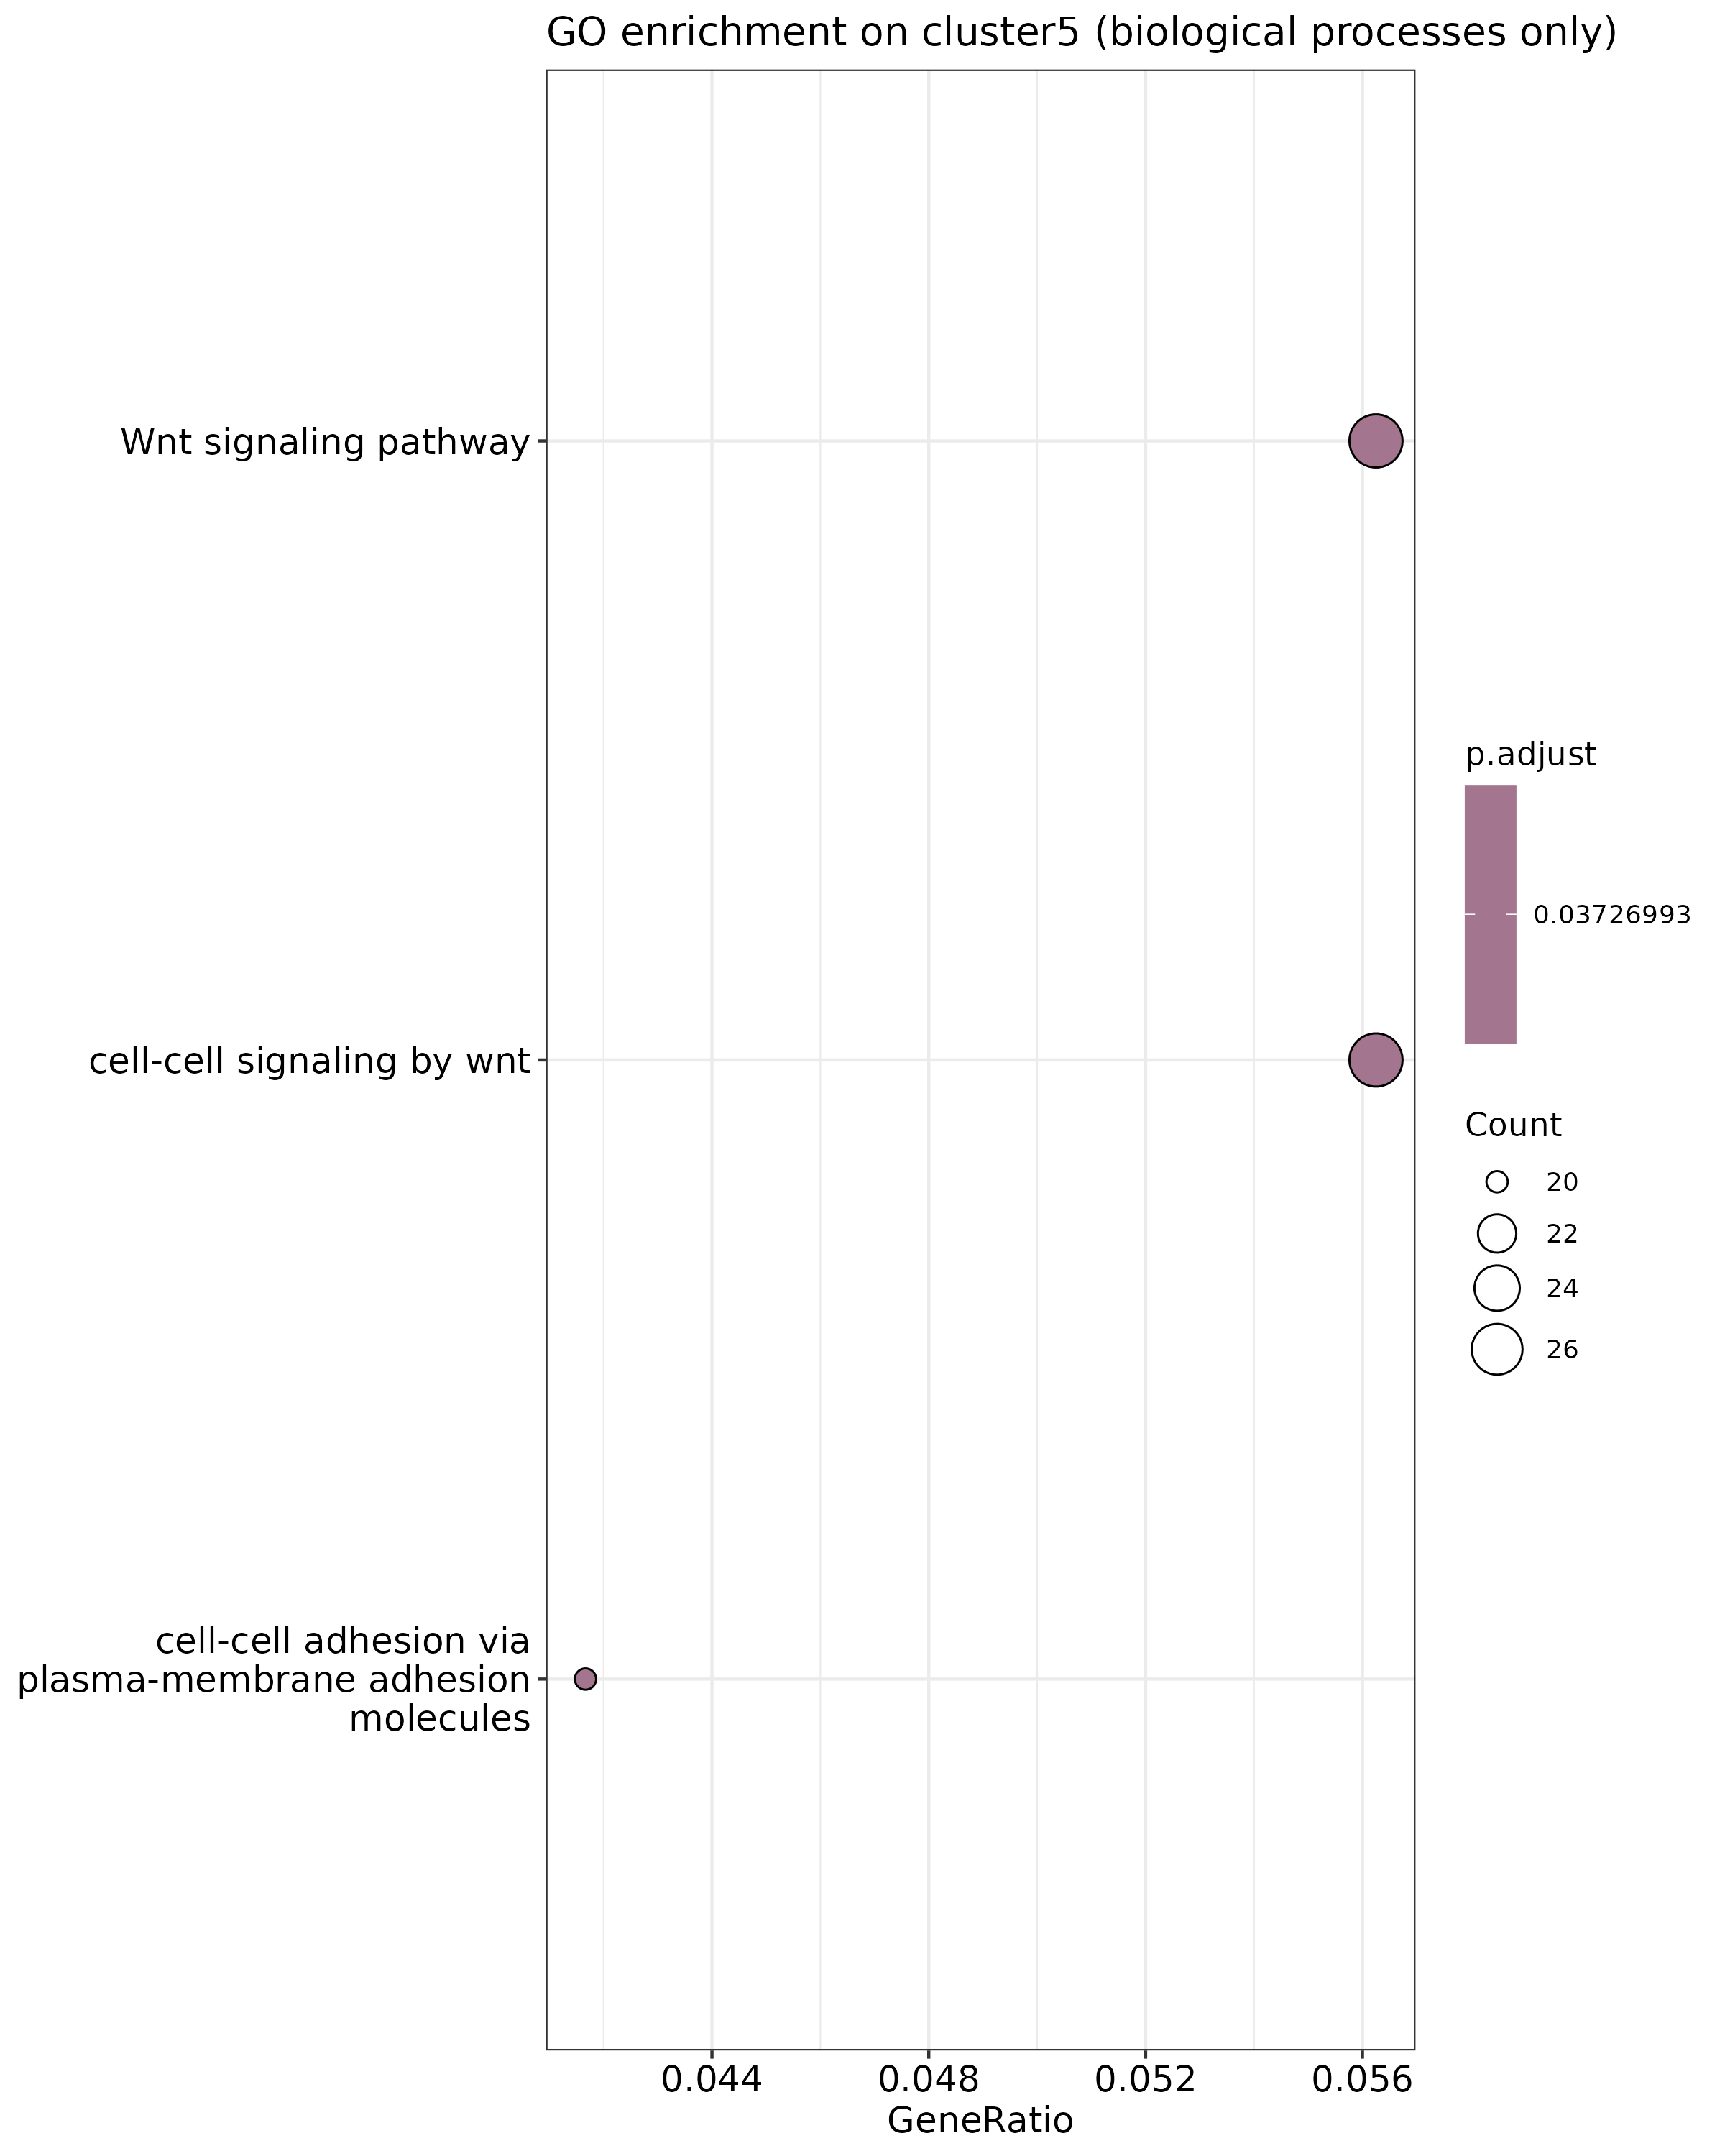 GO enrichment on cluster5 (biological processes only)
Wnt signaling pathway
cell-cell signaling by wnt
cell-cell adhesion via
plasma-membrane adhesion
molecules
0.044
0.048
0.052
0.056
GeneRatio
p.adjust
0.03726993
Count
20
22
24
26